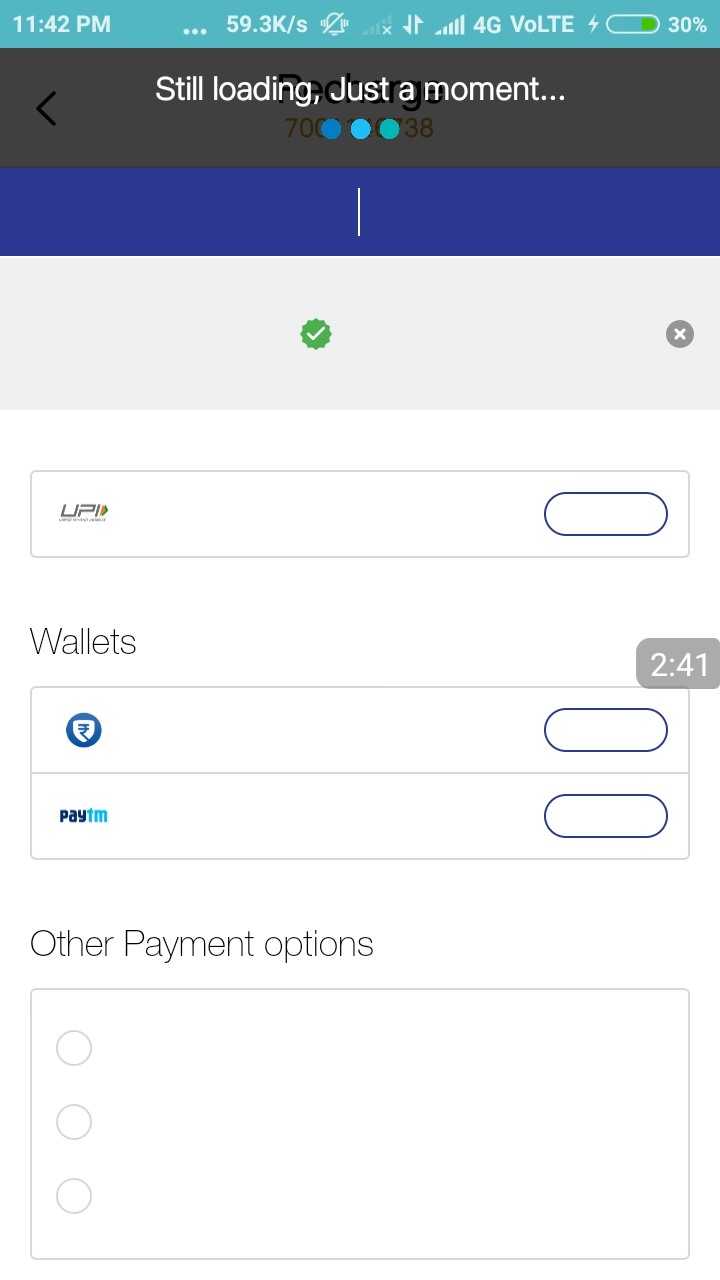 11:42 PM ... 59.3K/s 4G VoLTE 30%
Still loading, Just a moment...
Recharge
UPI
Wallets
2:41
paytm
Other Payment options